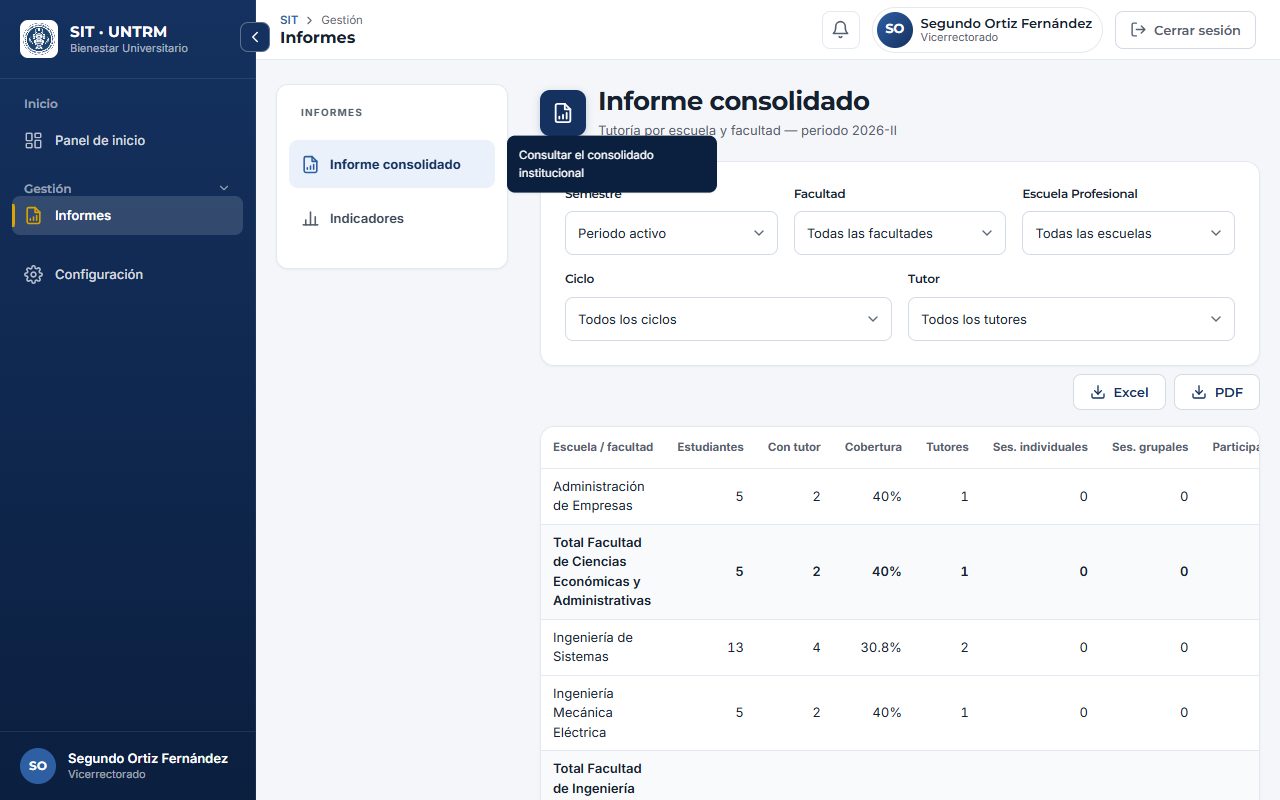 SIT · UNTRM
Bienestar Universitario
Inicio
Panel de inicio
Gestión
Informes
Configuración
Segundo Ortiz Fernández
Vicerrectorado
SO
SIT > Gestión
Informes
SO
Segundo Ortiz Fernández
Vicerrectorado
Cerrar sesión
INFORMES
Informe consolidado
Indicadores
Informe consolidado
Tutoría por escuela y facultad — periodo 2026-II
Consultar el consolidado
institucional
Semestre Facultad Escuela Profesional
Periodo activo Todas las facultades Todas las escuelas
Ciclo Tutor
Todos los ciclos Todos los tutores
Excel PDF
Escuela / facultad Estudiantes Con tutor Cobertura Tutores Ses. individuales Ses. grupales Participa
Administración
de Empresas 5 2 40% 1 0 0
Total Facultad
de Ciencias
Económicas y
Administrativas 5 2 40% 1 0 0
Ingeniería de
Sistemas 13 4 30.8% 2 0 0
Ingeniería
Mecánica
Eléctrica 5 2 40% 1 0 0
Total Facultad
de Ingeniería